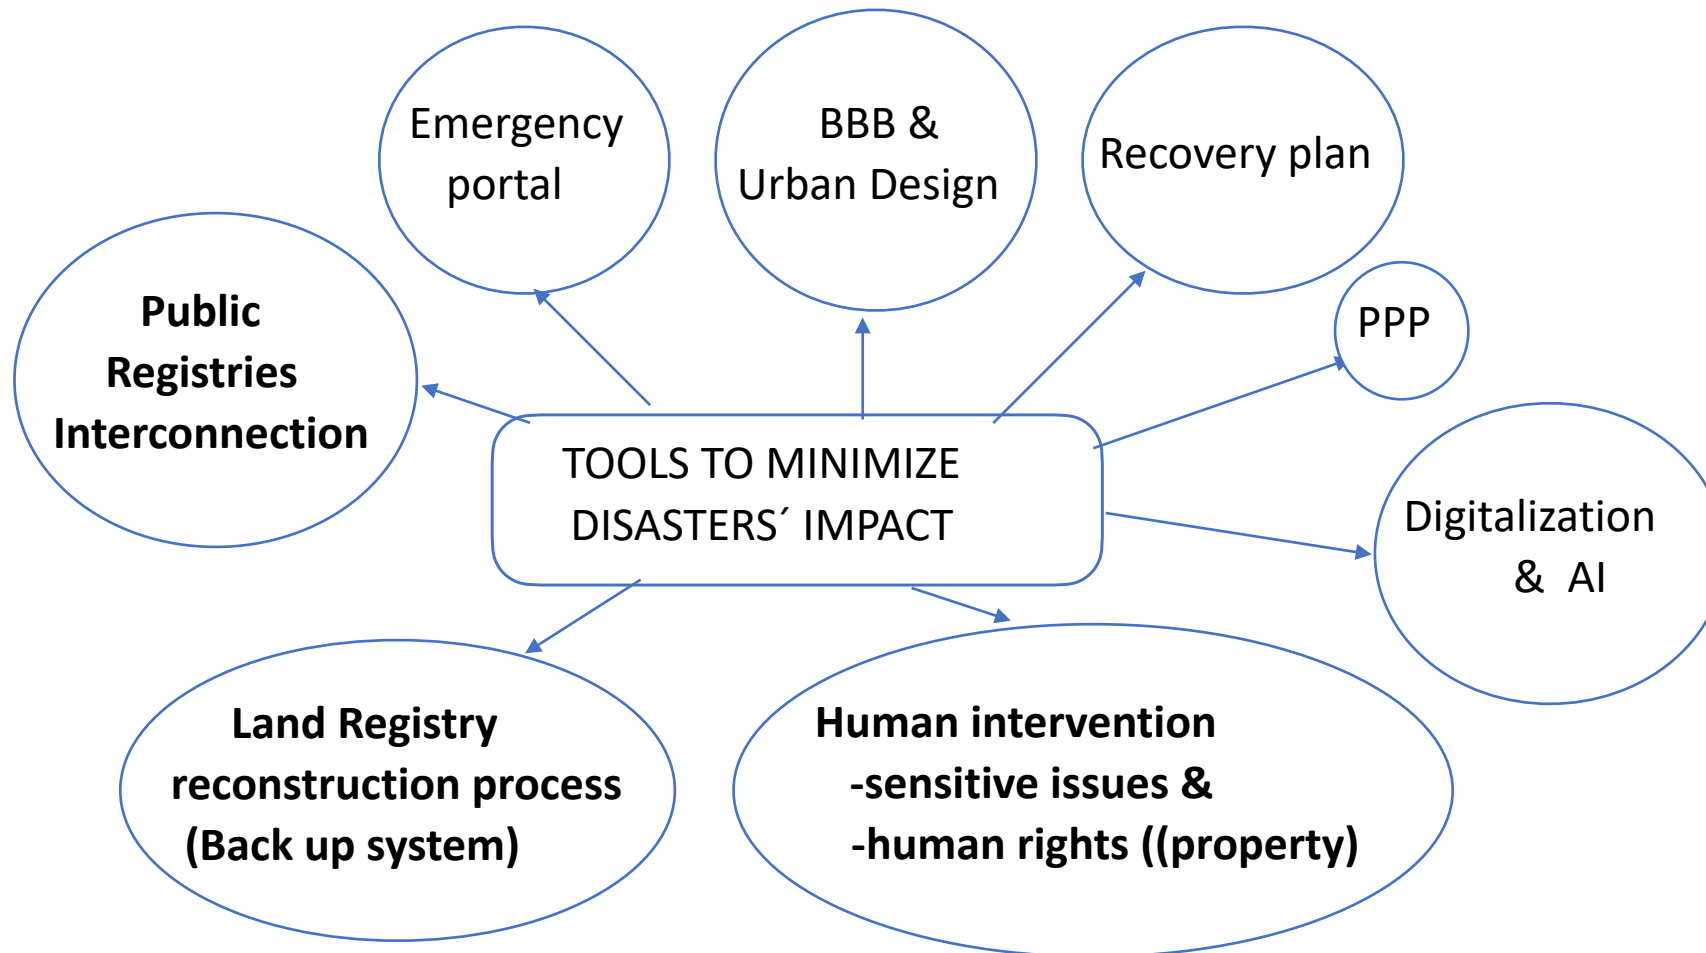 Emergency
portal
BBB &
Urban Design
Recovery plan
PPP
Public
Registries
Interconnection
TOOLS TO MINIMIZE
DISASTERS´ IMPACT
Digitalization
& AI
Land Registry
reconstruction process
(Back up system)
Human intervention
-sensitive issues &
-human rights ((property)